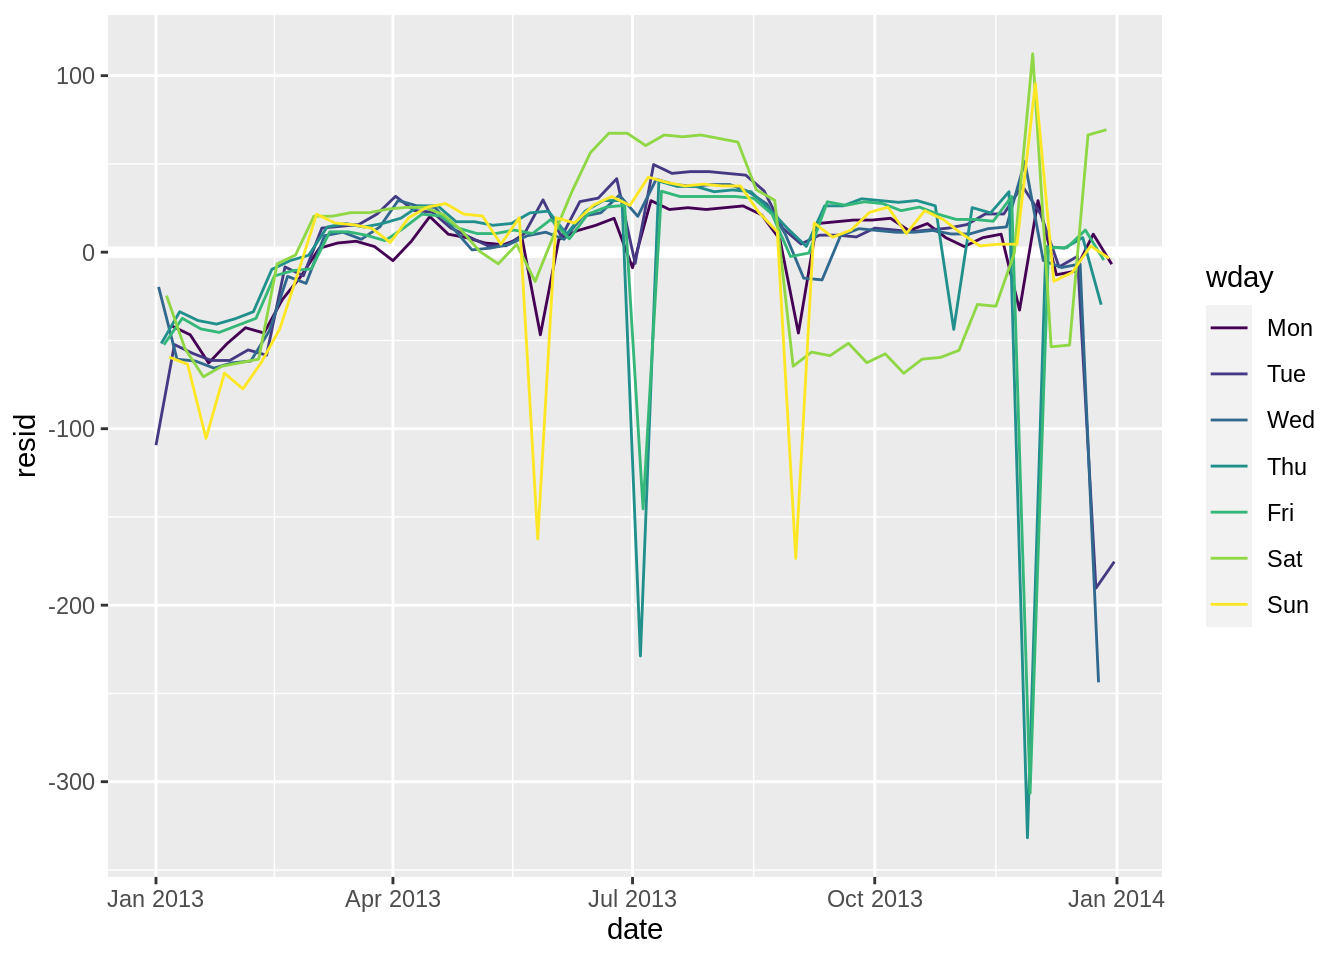 100
0
-100
-200
-300
resid
Jan 2013 Apr 2013 Jul 2013 Oct 2013 Jan 2014
date
wday
Mon
Tue
Wed
Thu
Fri
Sat
Sun